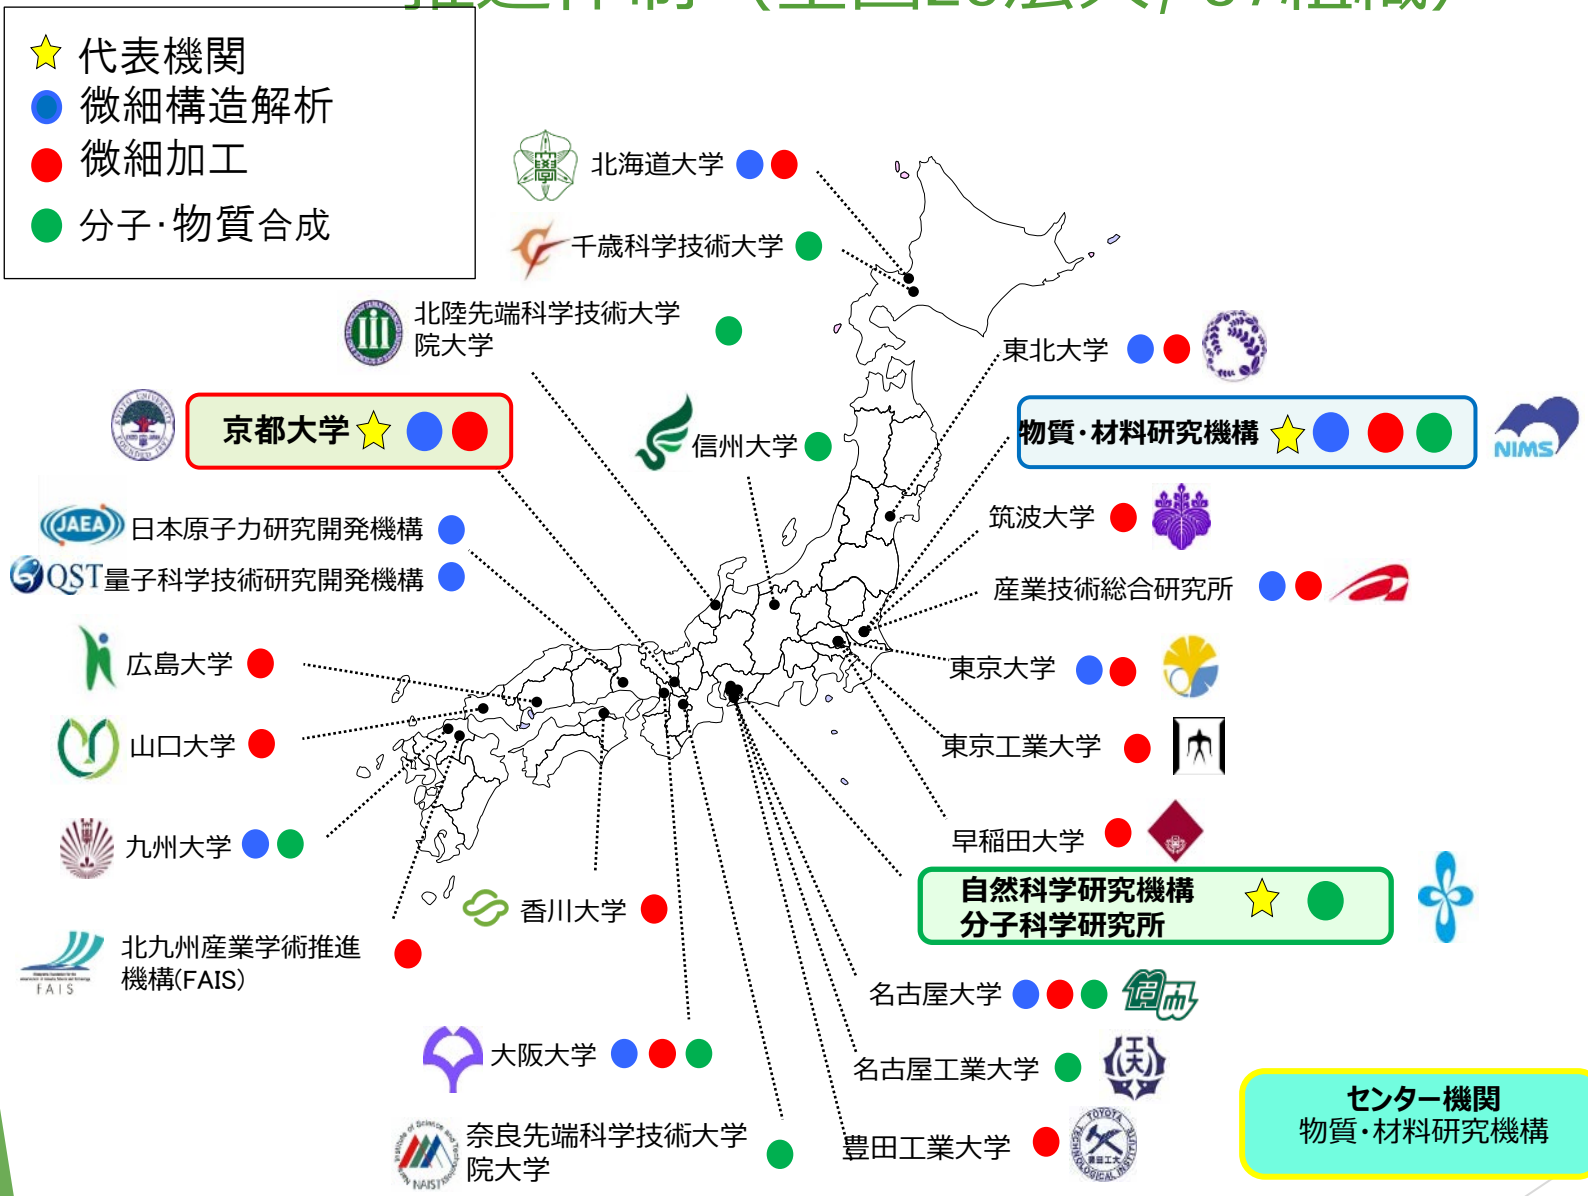 代表機関
微細構造解析
微細加工
分子・物質合成
北海道大学
千歳科学技術大学
北陸先端科学技術大学
院大学
東北大学
京都大学
信州大学
物質・材料研究機構
NIMS
JAEA
日本原子力研究開発機構
筑波大学
QST
量子科学技術研究開発機構
産業技術総合研究所
広島大学
東京大学
山口大学
東京工業大学
九州大学
早稲田大学
自然科学研究機構
分子科学研究所
香川大学
北九州産業学術推進
機構(FAIS)
FAIS
名古屋大学
大阪大学
名古屋工業大学
奈良先端科学技術大学
院大学
NAIST
豊田工業大学
センター機関
物質・材料研究機構